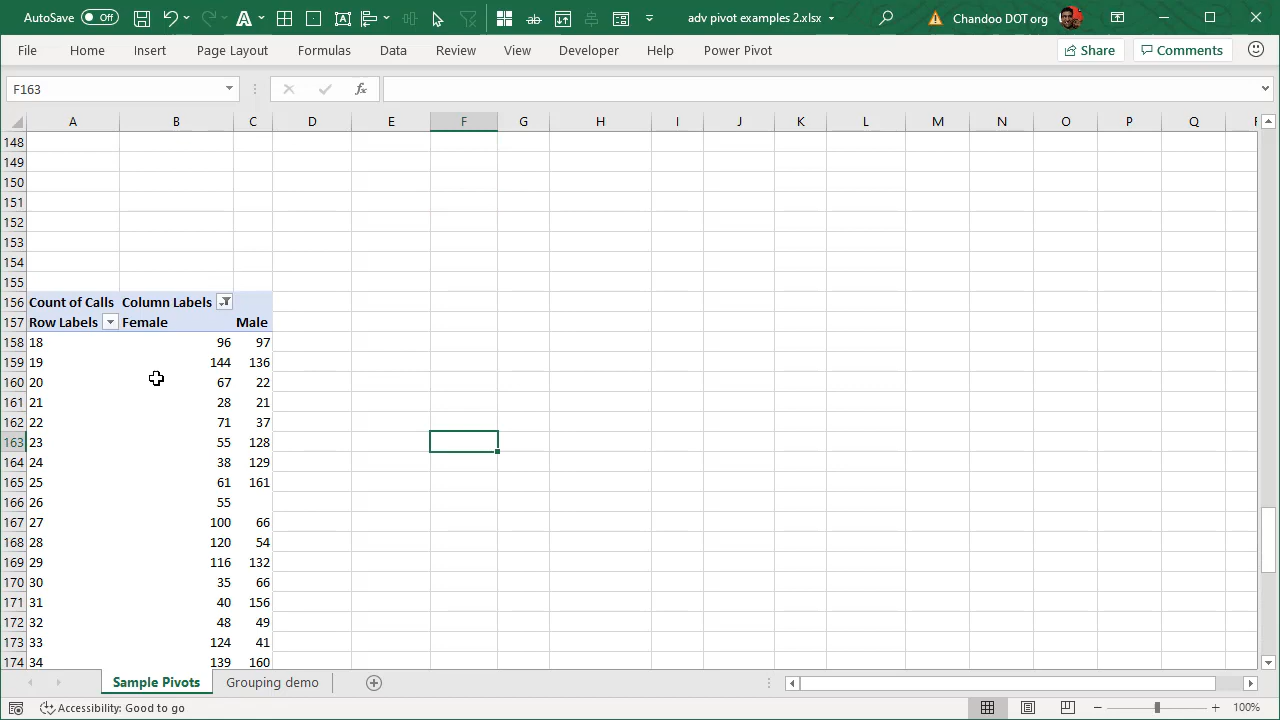 AutoSave Off adv pivot examples 2.xlsx Chandoo DOT org
File Home Insert Page Layout Formulas Data Review View Developer Help Power Pivot Share Comments
F163 fx
A B C D E F G H I J K L M N O P Q
148
149
150
151
152
153
154
155
156 Count of Calls Column Labels
157 Row Labels Female Male
158 18 96 97
159 19 144 136
160 20 67 22
161 21 28 21
162 22 71 37
163 23 55 128
164 24 38 129
165 25 61 161
166 26 55
167 27 100 66
168 28 120 54
169 29 116 132
170 30 35 66
171 31 40 156
172 32 48 49
173 33 124 41
174 34 139 160
Sample Pivots Grouping demo
Accessibility: Good to go 100%